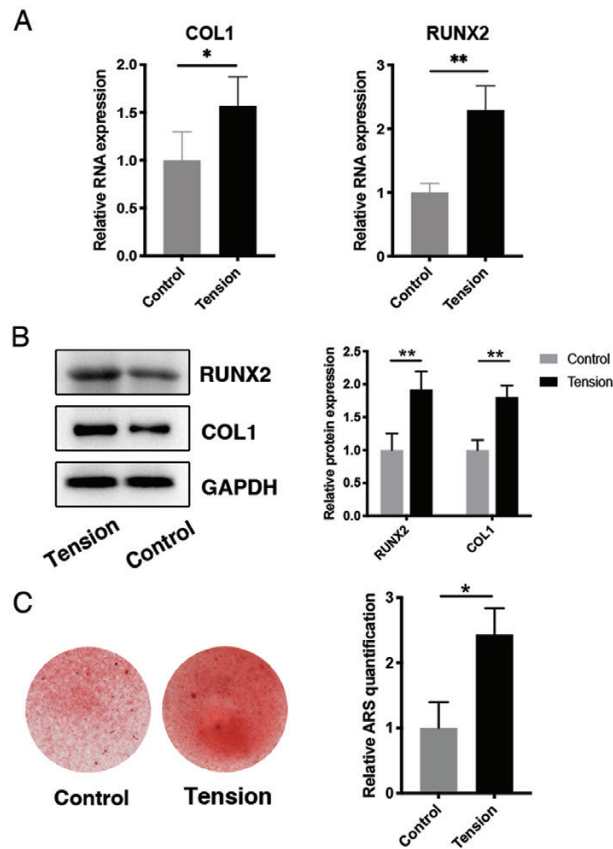 A
COL1
*
Relative RNA expression
2.0
1.5
1.0
0.5
0.0
Control
Tension
RUNX2
**
Relative RNA expression
3
2
1
0
Control
Tension
B
RUNX2
COL1
GAPDH
Tension
Control
Relative protein expression
2.5
2.0
1.5
1.0
0.5
0.0
**
**
RUNX2
COL1
Control
Tension
C
Control
Tension
Relative ARS quantification
3
2
1
0
*
Control
Tension